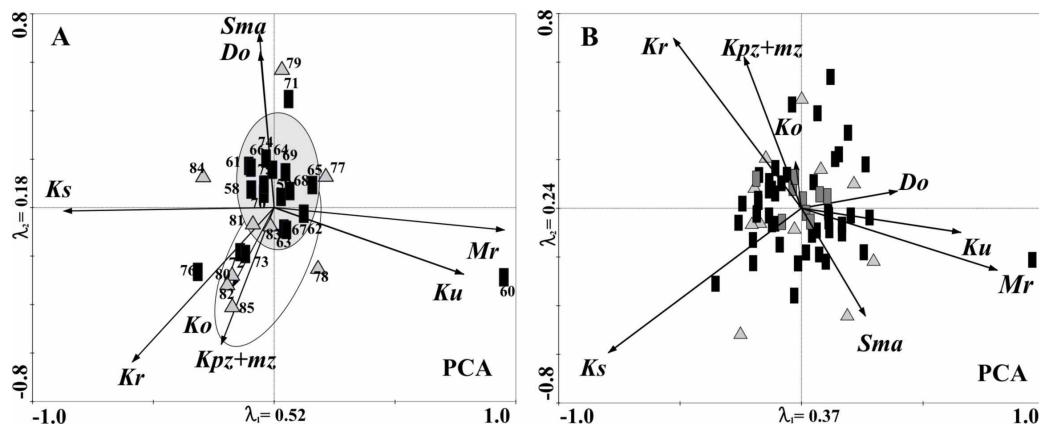 A
0.8
λ₂= 0.18
-0.8
-1.0
λ₁= 0.52
1.0
PCA
Sma
Do
79
71
74
66
64
61
69
84
65
77
58
68
70
81
83
63
67
62
Ks
Mr
Ku
60
76
80
73
78
82
85
Ko
Kpz+mz
Kr
B
0.8
λ₂= 0.24
-0.8
-1.0
λ₁= 0.37
1.0
PCA
Kr
Kpz+mz
Ko
Do
Ku
Mr
Sma
Ks